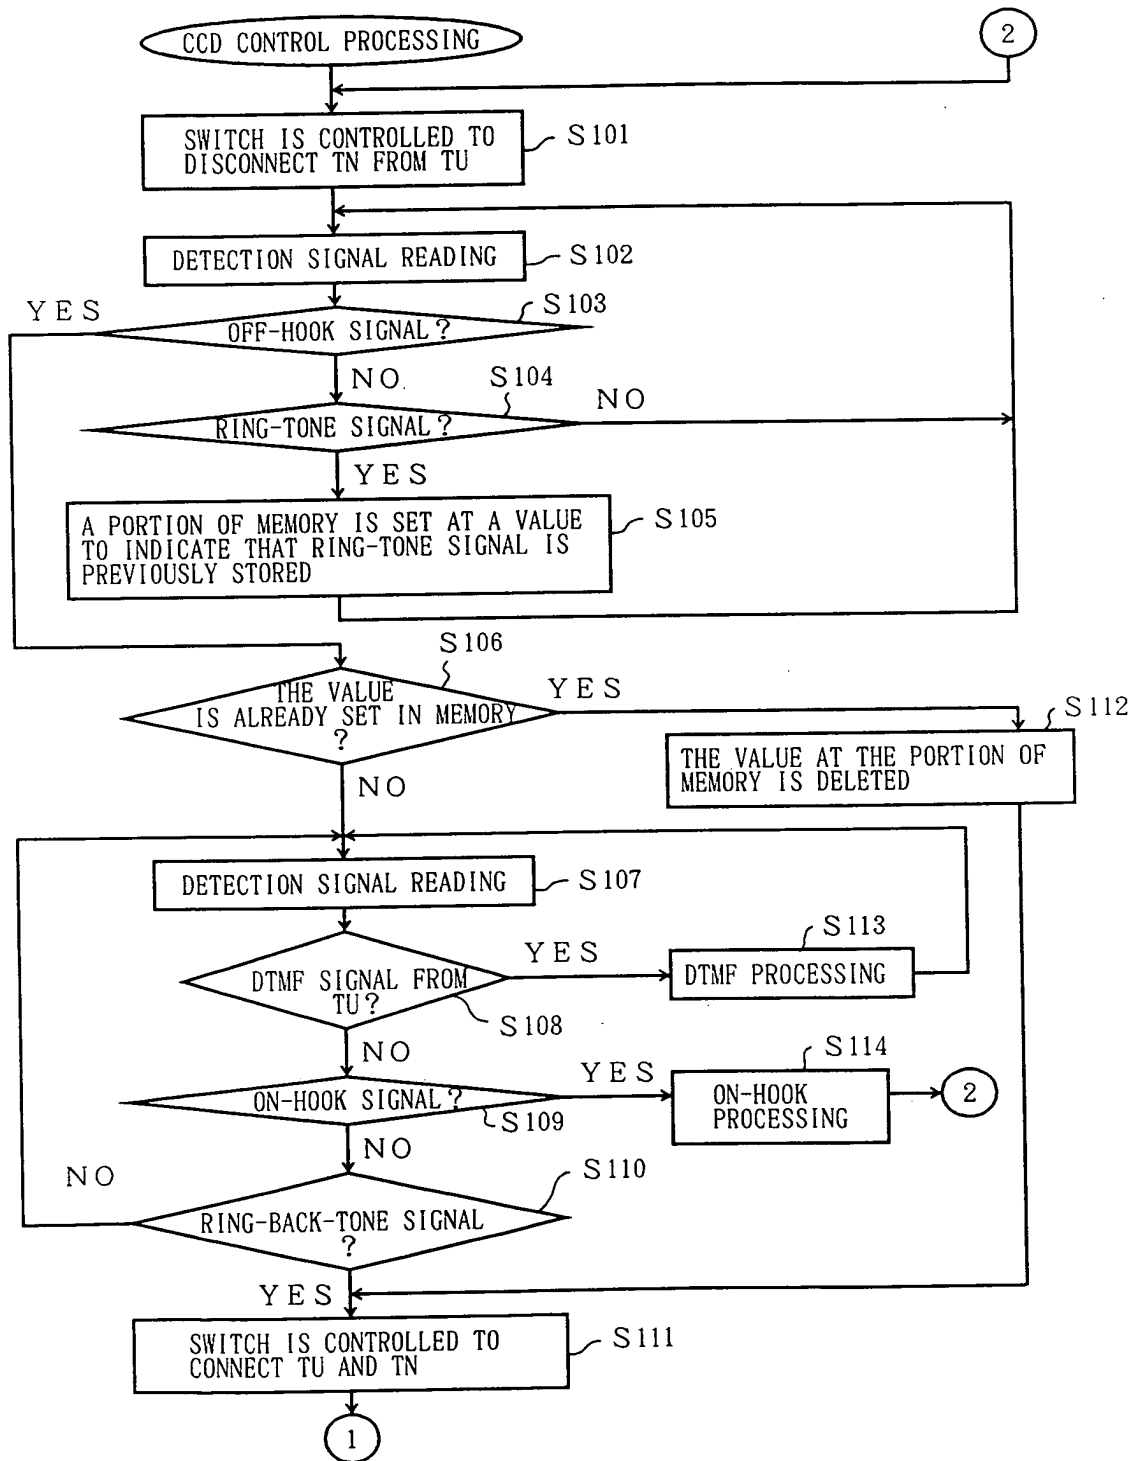 CCD CONTROL PROCESSING
2
SWITCH IS CONTROLLED TO
DISCONNECT TN FROM TU
S101
DETECTION SIGNAL READING
S102
YES
S103
OFF-HOOK SIGNAL?
NO
S104
NO
RING-TONE SIGNAL?
YES
A PORTION OF MEMORY IS SET AT A VALUE
TO INDICATE THAT RING-TONE SIGNAL IS
PREVIOUSLY STORED
S105
S106
THE VALUE
IS ALREADY SET IN MEMORY
?
YES
S112
THE VALUE AT THE PORTION OF
MEMORY IS DELETED
NO
DETECTION SIGNAL READING
S107
S113
YES
DTMF PROCESSING
DTMF SIGNAL FROM
TU?
S108
NO
S114
YES
ON-HOOK SIGNAL?
S109
ON-HOOK
PROCESSING
2
NO
NO
S110
RING-BACK-TONE SIGNAL
?
YES
SWITCH IS CONTROLLED TO
CONNECT TU AND TN
S111
1